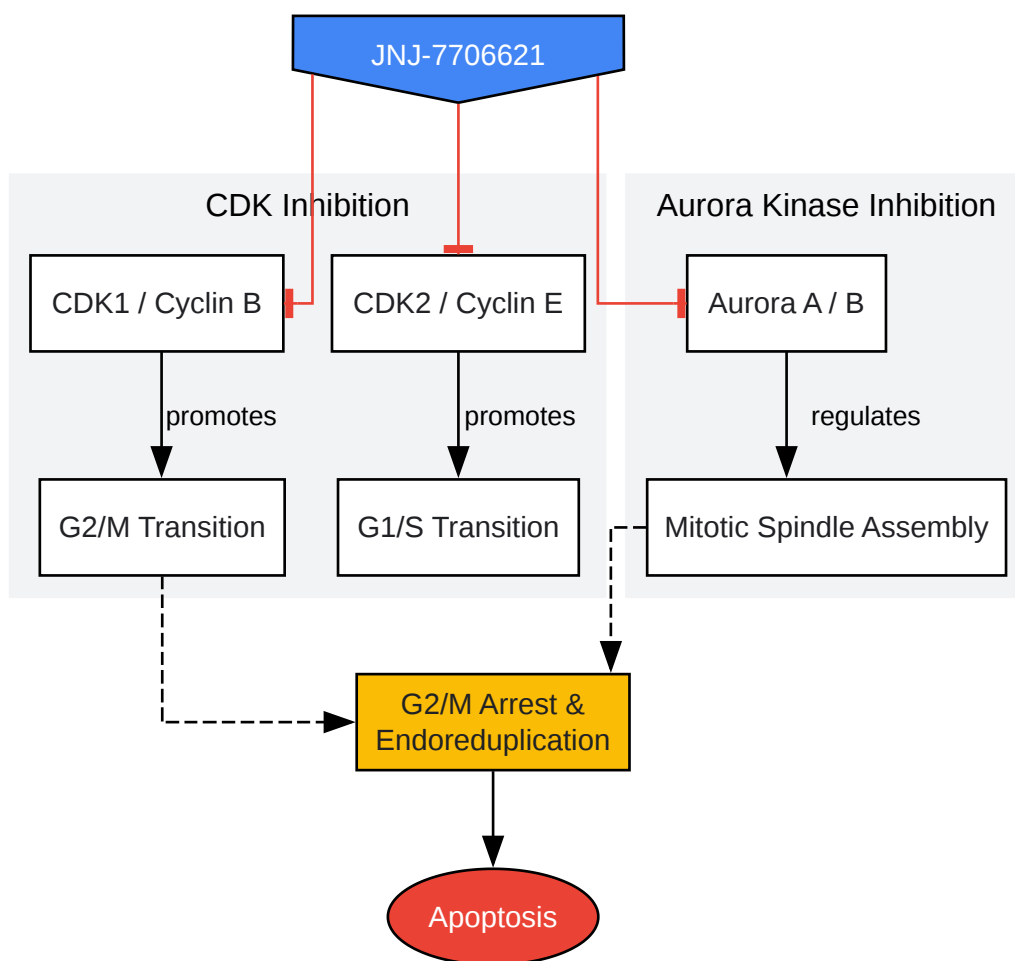 JNJ-7706621
CDK Inhibition
Aurora Kinase Inhibition
CDK1 / Cyclin B
CDK2 / Cyclin E
Aurora A / B
promotes
promotes
regulates
G2/M Transition
G1/S Transition
Mitotic Spindle Assembly
G2/M Arrest &
Endoreduplication
Apoptosis